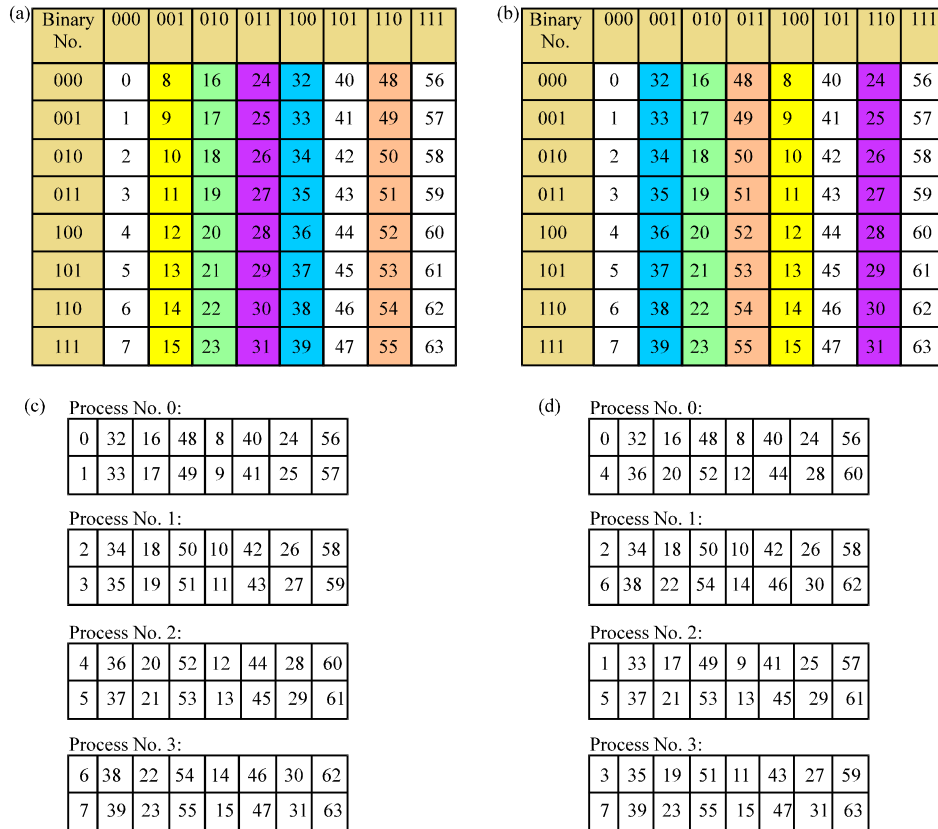 (a)
Binary No. 000 001 010 011 100 101 110 111
000 0 8 16 24 32 40 48 56
001 1 9 17 25 33 41 49 57
010 2 10 18 26 34 42 50 58
011 3 11 19 27 35 43 51 59
100 4 12 20 28 36 44 52 60
101 5 13 21 29 37 45 53 61
110 6 14 22 30 38 46 54 62
111 7 15 23 31 39 47 55 63
(b)
Binary No. 000 001 010 011 100 101 110 111
000 0 32 16 48 8 40 24 56
001 1 33 17 49 9 41 25 57
010 2 34 18 50 10 42 26 58
011 3 35 19 51 11 43 27 59
100 4 36 20 52 12 44 28 60
101 5 37 21 53 13 45 29 61
110 6 38 22 54 14 46 30 62
111 7 39 23 55 15 47 31 63
(c)
Process No. 0:
0 32 16 48 8 40 24 56
1 33 17 49 9 41 25 57
Process No. 1:
2 34 18 50 10 42 26 58
3 35 19 51 11 43 27 59
Process No. 2:
4 36 20 52 12 44 28 60
5 37 21 53 13 45 29 61
Process No. 3:
6 38 22 54 14 46 30 62
7 39 23 55 15 47 31 63
(d)
Process No. 0:
0 32 16 48 8 40 24 56
4 36 20 52 12 44 28 60
Process No. 1:
2 34 18 50 10 42 26 58
6 38 22 54 14 46 30 62
Process No. 2:
1 33 17 49 9 41 25 57
5 37 21 53 13 45 29 61
Process No. 3:
3 35 19 51 11 43 27 59
7 39 23 55 15 47 31 63